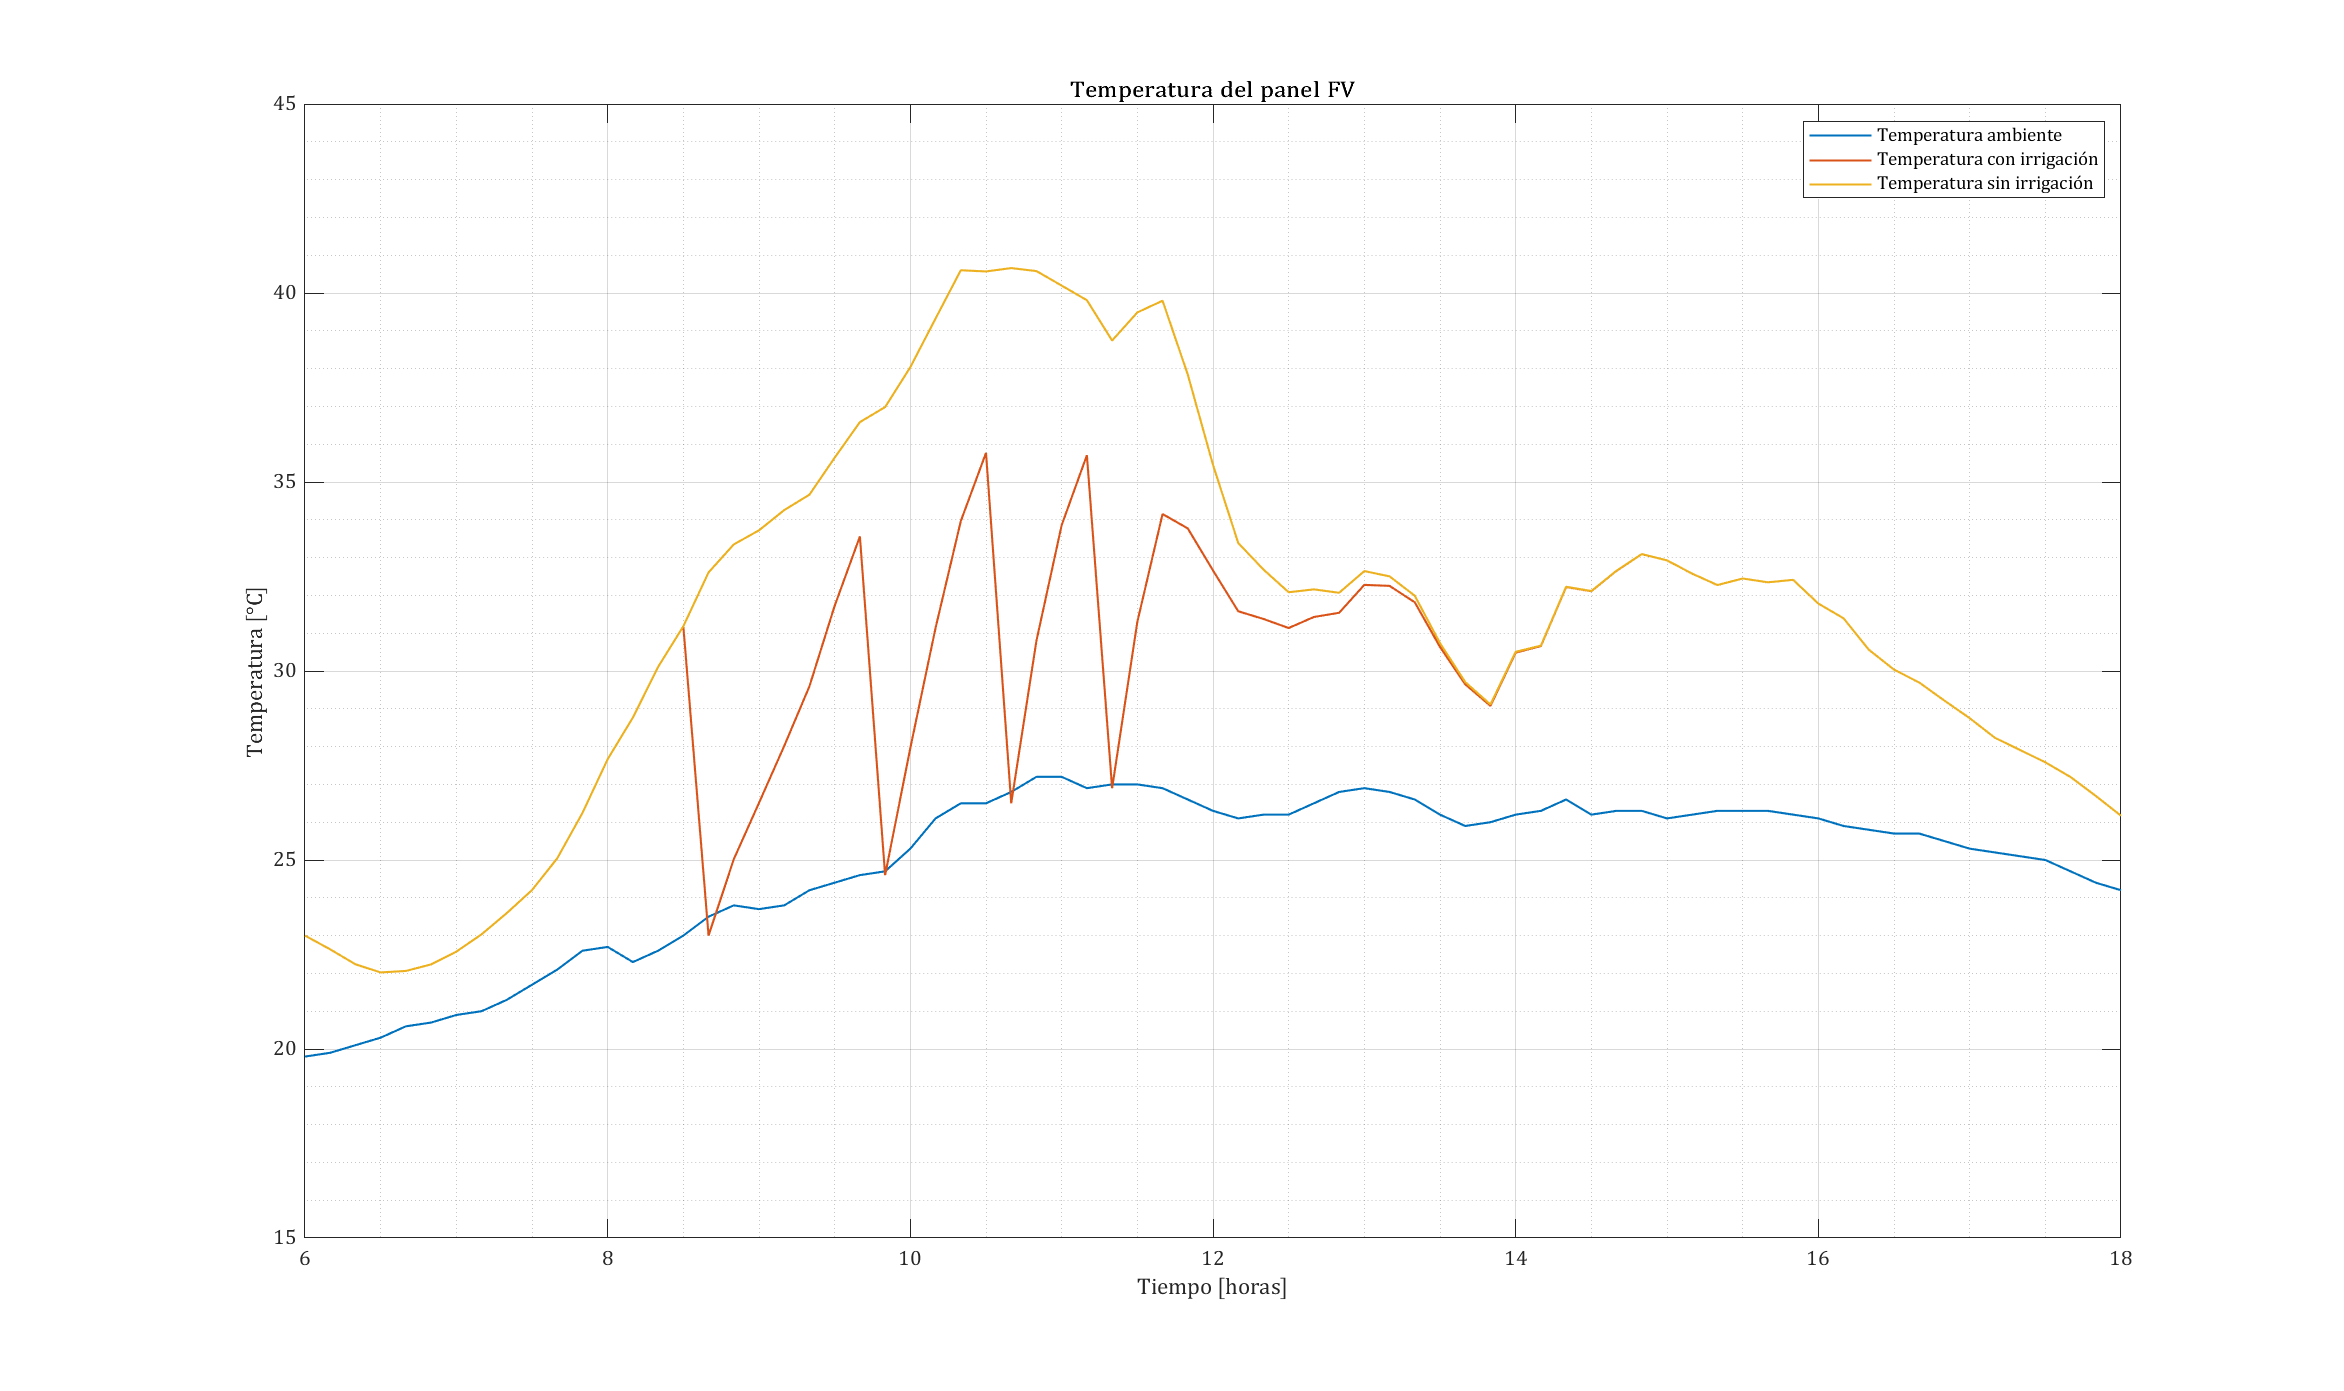 Temperatura del panel FV
45
40
35
30
25
20
15
Temperatura [°C]
Temperatura ambiente
Temperatura con irrigación
Temperatura sin irrigación
6 8 10 12 14 16 18
Tiempo [horas]